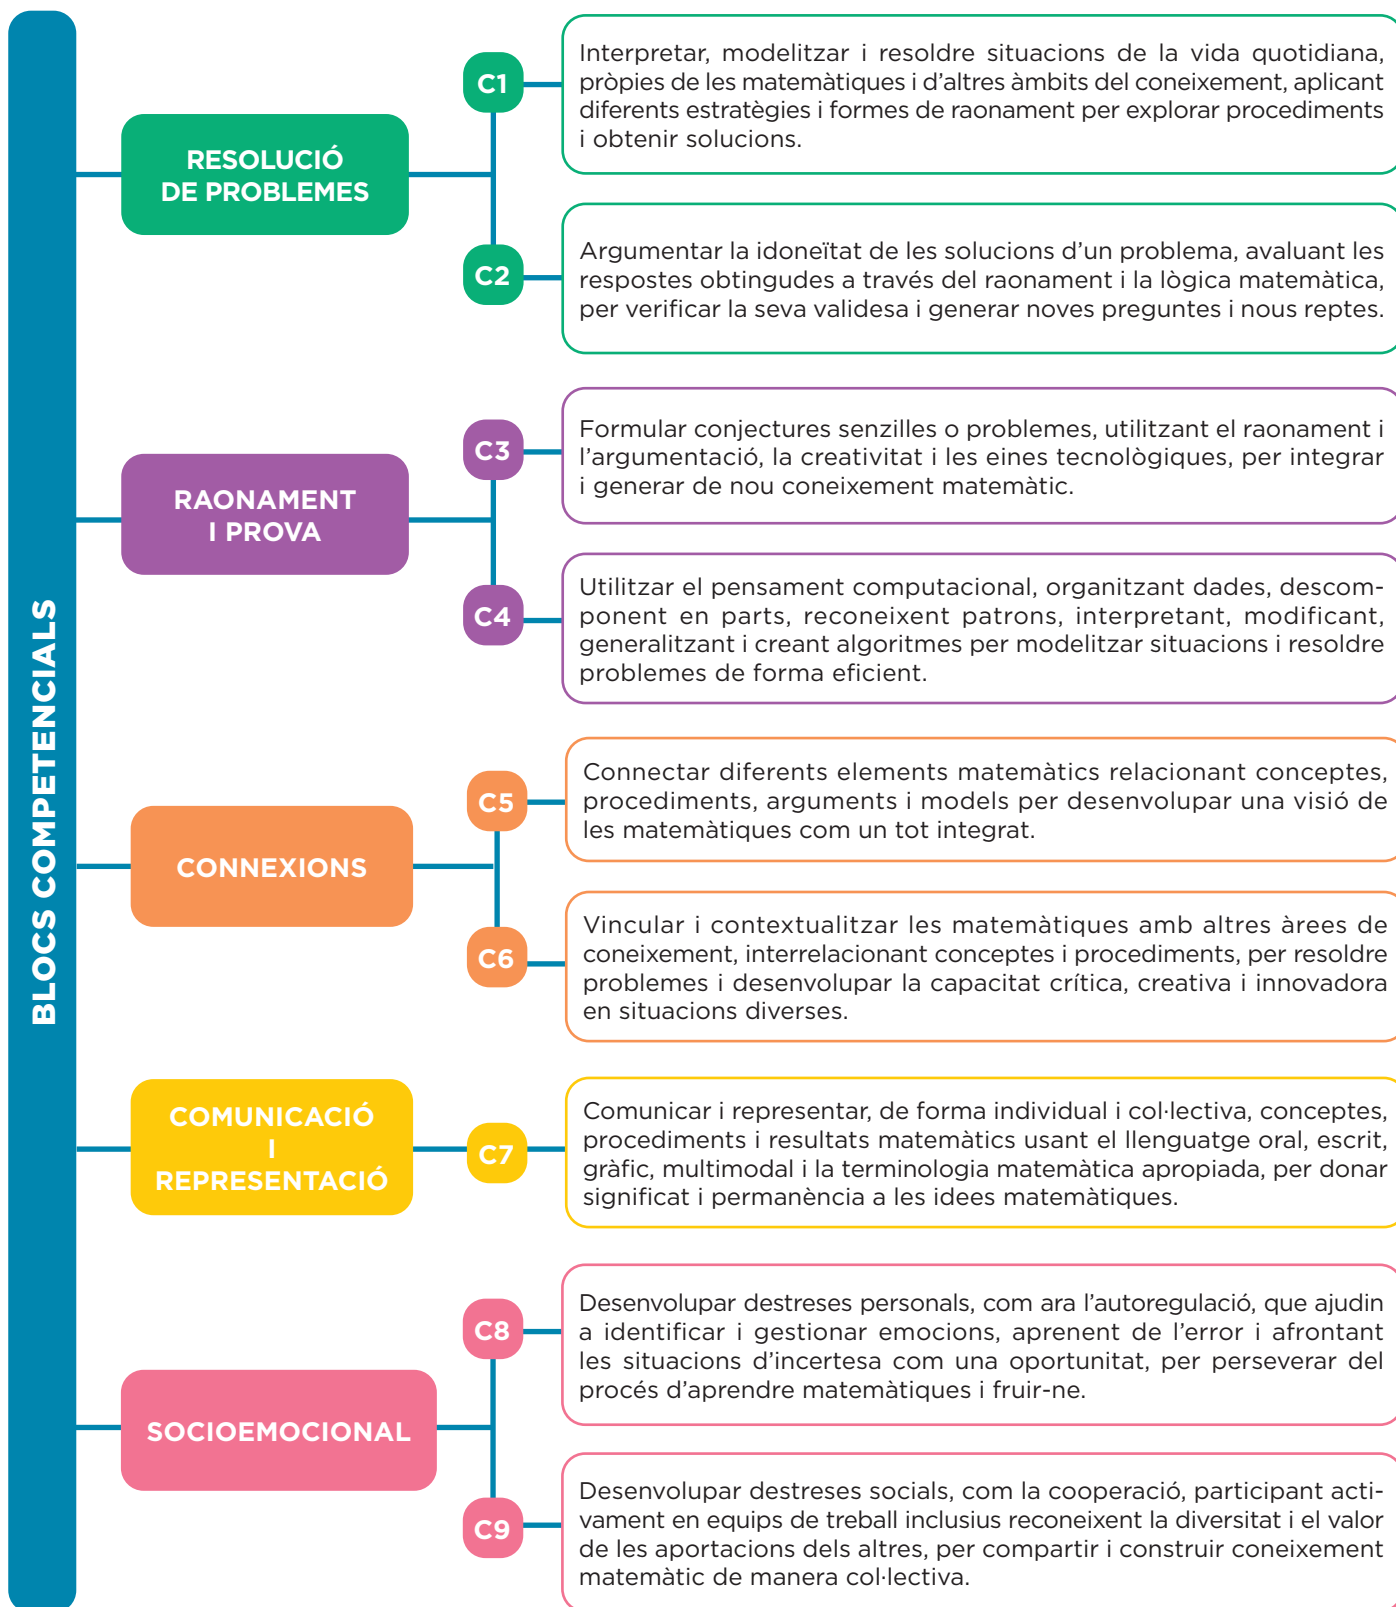 BLOCS COMPETENCIALS
RESOLUCIÓ
DE PROBLEMES
C1
Interpretar, modelitzar i resoldre situacions de la vida quotidiana,
pròpies de les matemàtiques i d’altres àmbits del coneixement, aplicant
diferents estratègies i formes de raonament per explorar procediments
i obtenir solucions.
C2
Argumentar la idoneïtat de les solucions d’un problema, avaluant les
respostes obtingudes a través del raonament i la lògica matemàtica,
per verificar la seva validesa i generar noves preguntes i nous reptes.
RAONAMENT
I PROVA
C3
Formular conjectures senzilles o problemes, utilitzant el raonament i
l’argumentació, la creativitat i les eines tecnològiques, per integrar
i generar de nou coneixement matemàtic.
C4
Utilitzar el pensament computacional, organitzant dades, descom-
ponent en parts, reconeixent patrons, interpretant, modificant,
generalitzant i creant algoritmes per modelitzar situacions i resoldre
problemes de forma eficient.
CONNEXIONS
C5
Connectar diferents elements matemàtics relacionant conceptes,
procediments, arguments i models per desenvolupar una visió de
les matemàtiques com un tot integrat.
C6
Vincular i contextualitzar les matemàtiques amb altres àrees de
coneixement, interrelacionant conceptes i procediments, per resoldre
problemes i desenvolupar la capacitat crítica, creativa i innovadora
en situacions diverses.
COMUNICACIÓ
I
REPRESENTACIÓ
C7
Comunicar i representar, de forma individual i col·lectiva, conceptes,
procediments i resultats matemàtics usant el llenguatge oral, escrit,
gràfic, multimodal i la terminologia matemàtica apropiada, per donar
significat i permanència a les idees matemàtiques.
SOCIOEMOCIONAL
C8
Desenvolupar destreses personals, com ara l’autoregulació, que ajudin
a identificar i gestionar emocions, aprenent de l’error i afrontant
les situacions d’incertesa com una oportunitat, per perseverar del
procés d’aprendre matemàtiques i fruir-ne.
C9
Desenvolupar destreses socials, com la cooperació, participant acti-
vament en equips de treball inclusius reconeixent la diversitat i el valor
de les aportacions dels altres, per compartir i construir coneixement
matemàtic de manera col·lectiva.